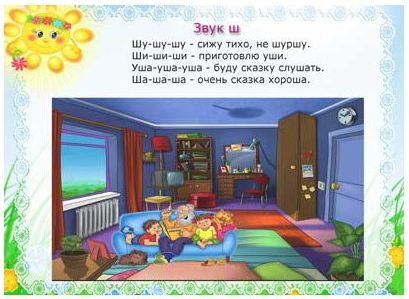 Звук ш
Шу-шу-шу - сижу тихо, не шуршу.
Ши-ши-ши - приготовлю уши.
Уша-уша-уша - буду сказку слушать.
Ша-ша-ша - очень сказка хороша.